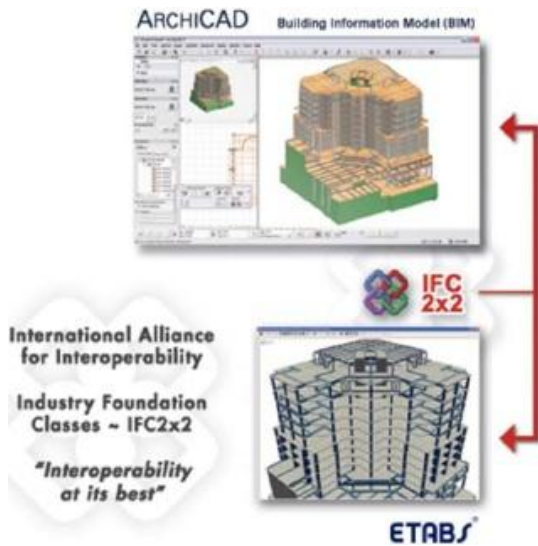 ARCHICAD Building Information Model (BIM)
IFC
2x2
International Alliance
for Interoperability
Industry Foundation
Classes ~ IFC2x2
"Interoperability
at its best"
ETABS